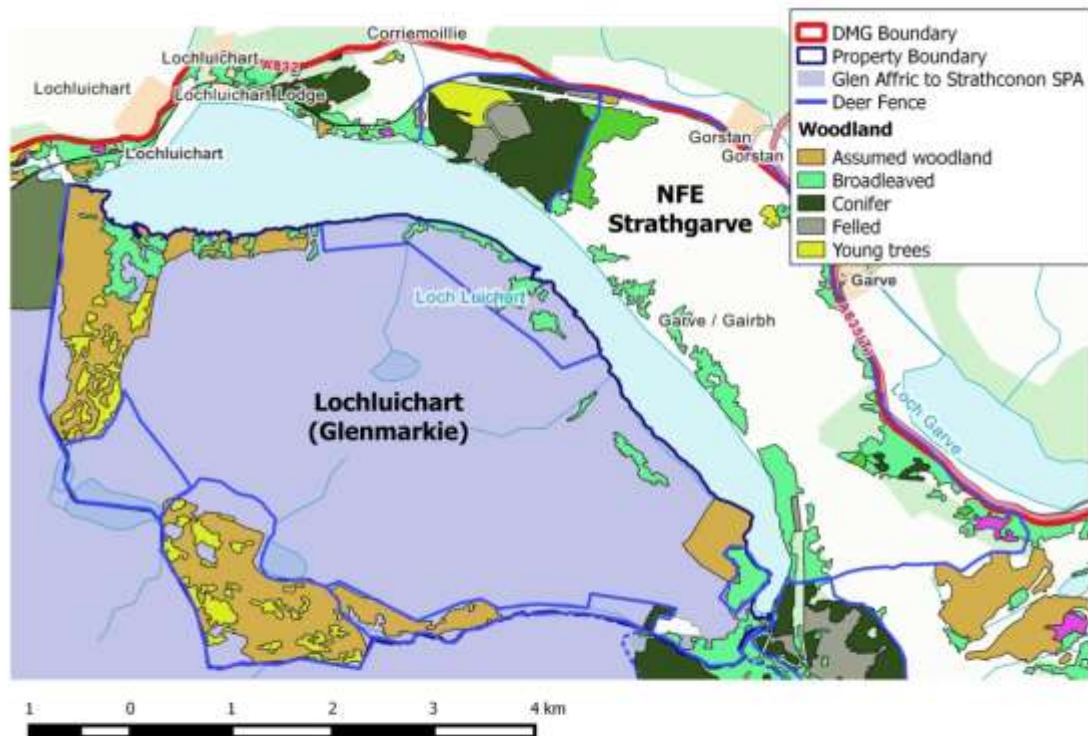 Corriemoillie
Lochluichart
A832
Lochluichart
Lochluichart Lodge
Lochluichart
Gorstan
Gorstan
NFE
Strathgarve
Garve
A835(T)
Loch Luichart
Garve / Gairbh
Lochluichart
(Glenmarkie)
Loch Garve
DMG Boundary
Property Boundary
Glen Affric to Strathconon SPA
Deer Fence
Woodland
Assumed woodland
Broadleaved
Conifer
Felled
Young trees
1 0 1 2 3 4 km